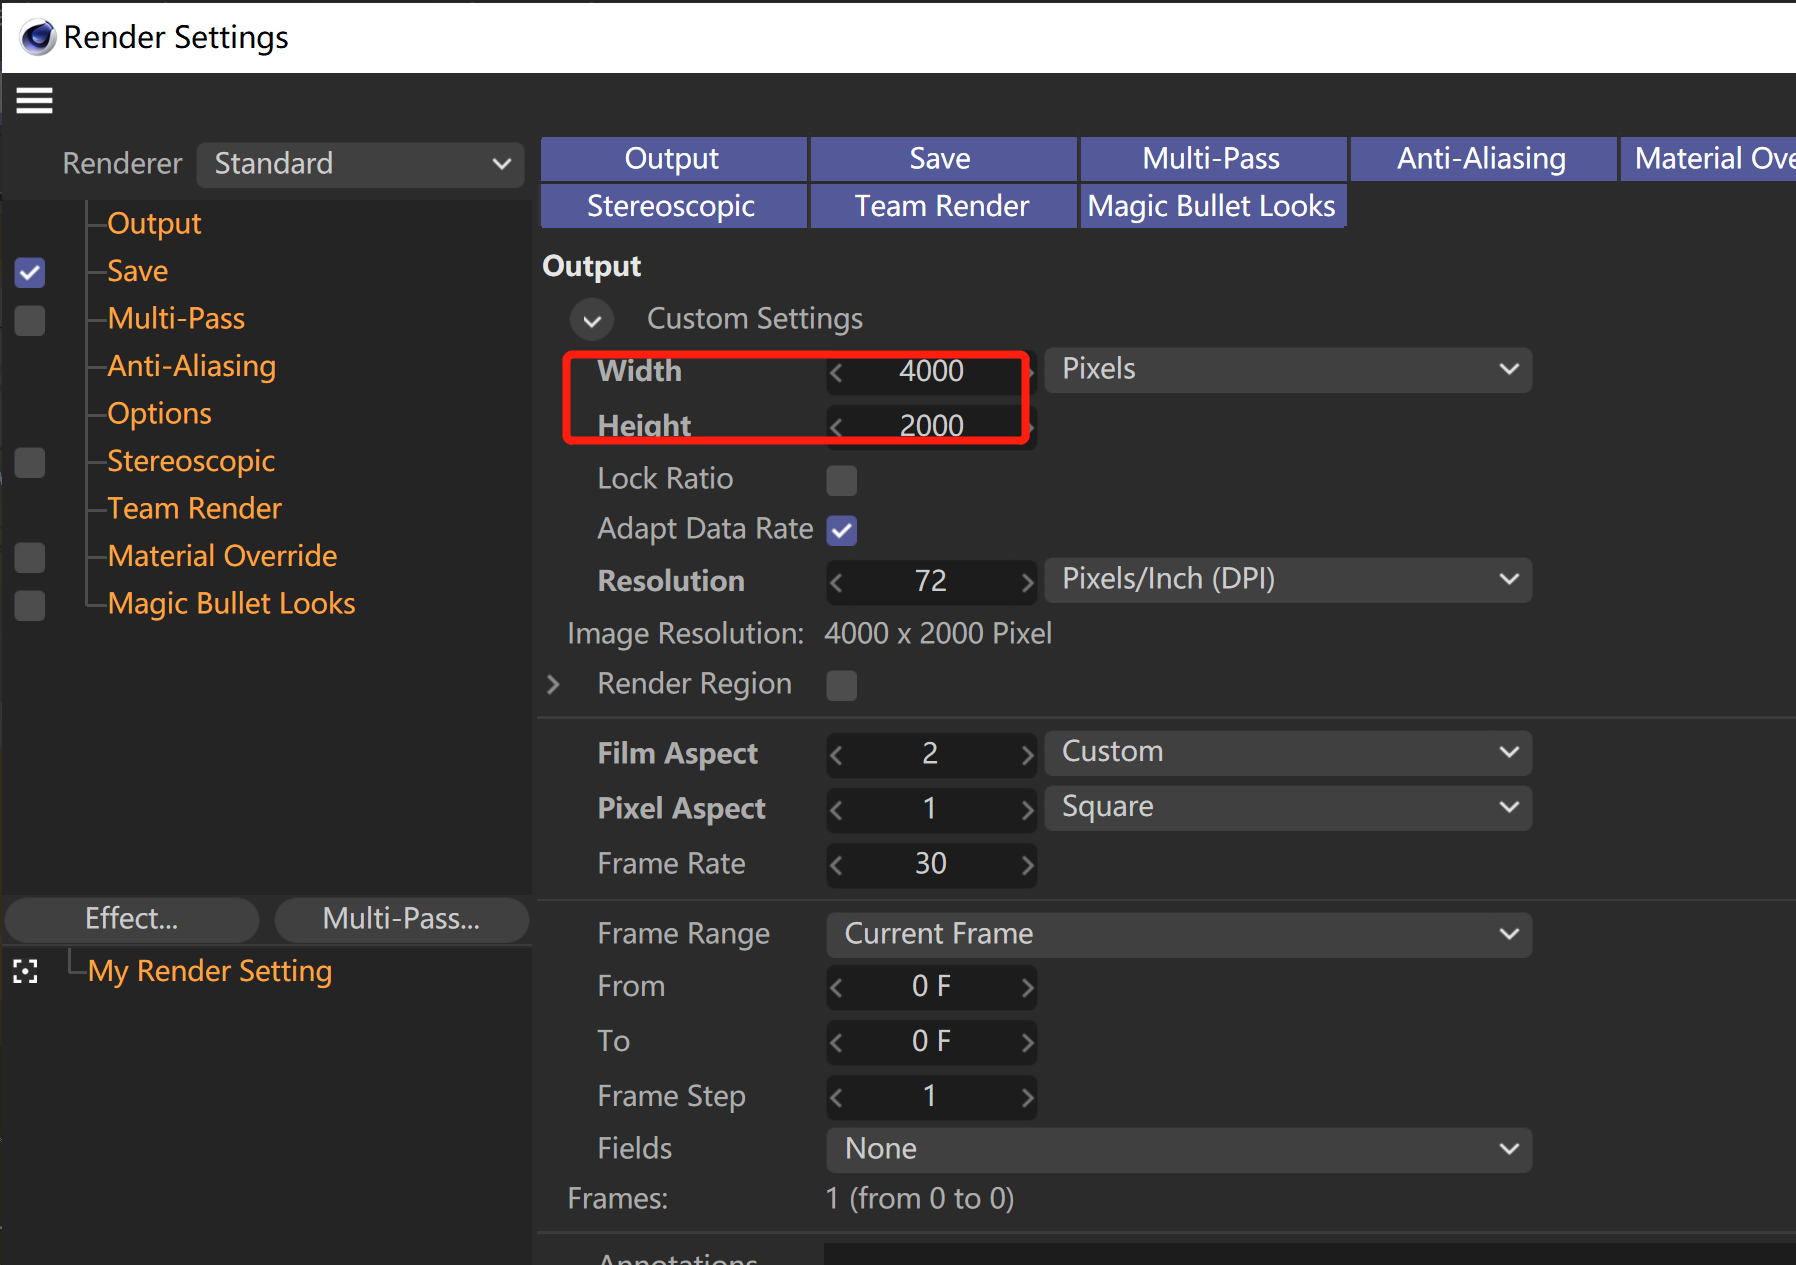 Render Settings
Renderer Standard
Output Save Multi-Pass Anti-Aliasing Material Ove
Stereoscopic Team Render Magic Bullet Looks
Output
Save
Multi-Pass
Anti-Aliasing
Options
Stereoscopic
Team Render
Material Override
Magic Bullet Looks
Effect... Multi-Pass...
My Render Setting
Output
Custom Settings
Width 4000 Pixels
Height 2000
Lock Ratio
Adapt Data Rate
Resolution 72 Pixels/Inch (DPI)
Image Resolution: 4000 x 2000 Pixel
Render Region
Film Aspect 2 Custom
Pixel Aspect 1 Square
Frame Rate 30
Frame Range Current Frame
From 0 F
To 0 F
Frame Step 1
Fields None
Frames: 1 (from 0 to 0)
Annotations